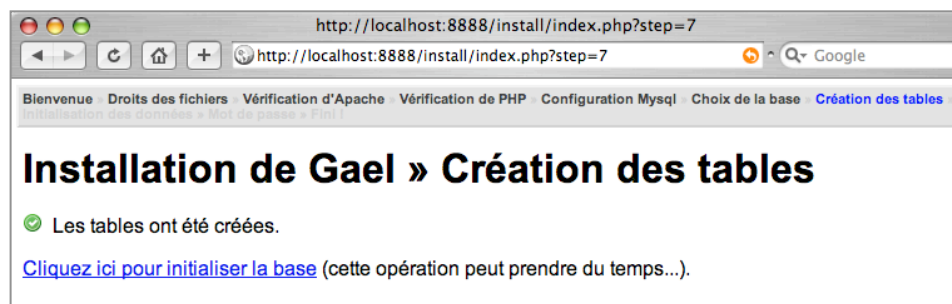 http://localhost:8888/install/index.php?step=7
http://localhost:8888/install/index.php?step=7
Google
Bienvenue » Droits des fichiers » Vérification d'Apache » Vérification de PHP » Configuration Mysql » Choix de la base » Création des tables »
Initialisation des données » Mot de passe » Fini !
Installation de Gael » Création des tables
Les tables ont été créées.
Cliquez ici pour initialiser la base (cette opération peut prendre du temps...).